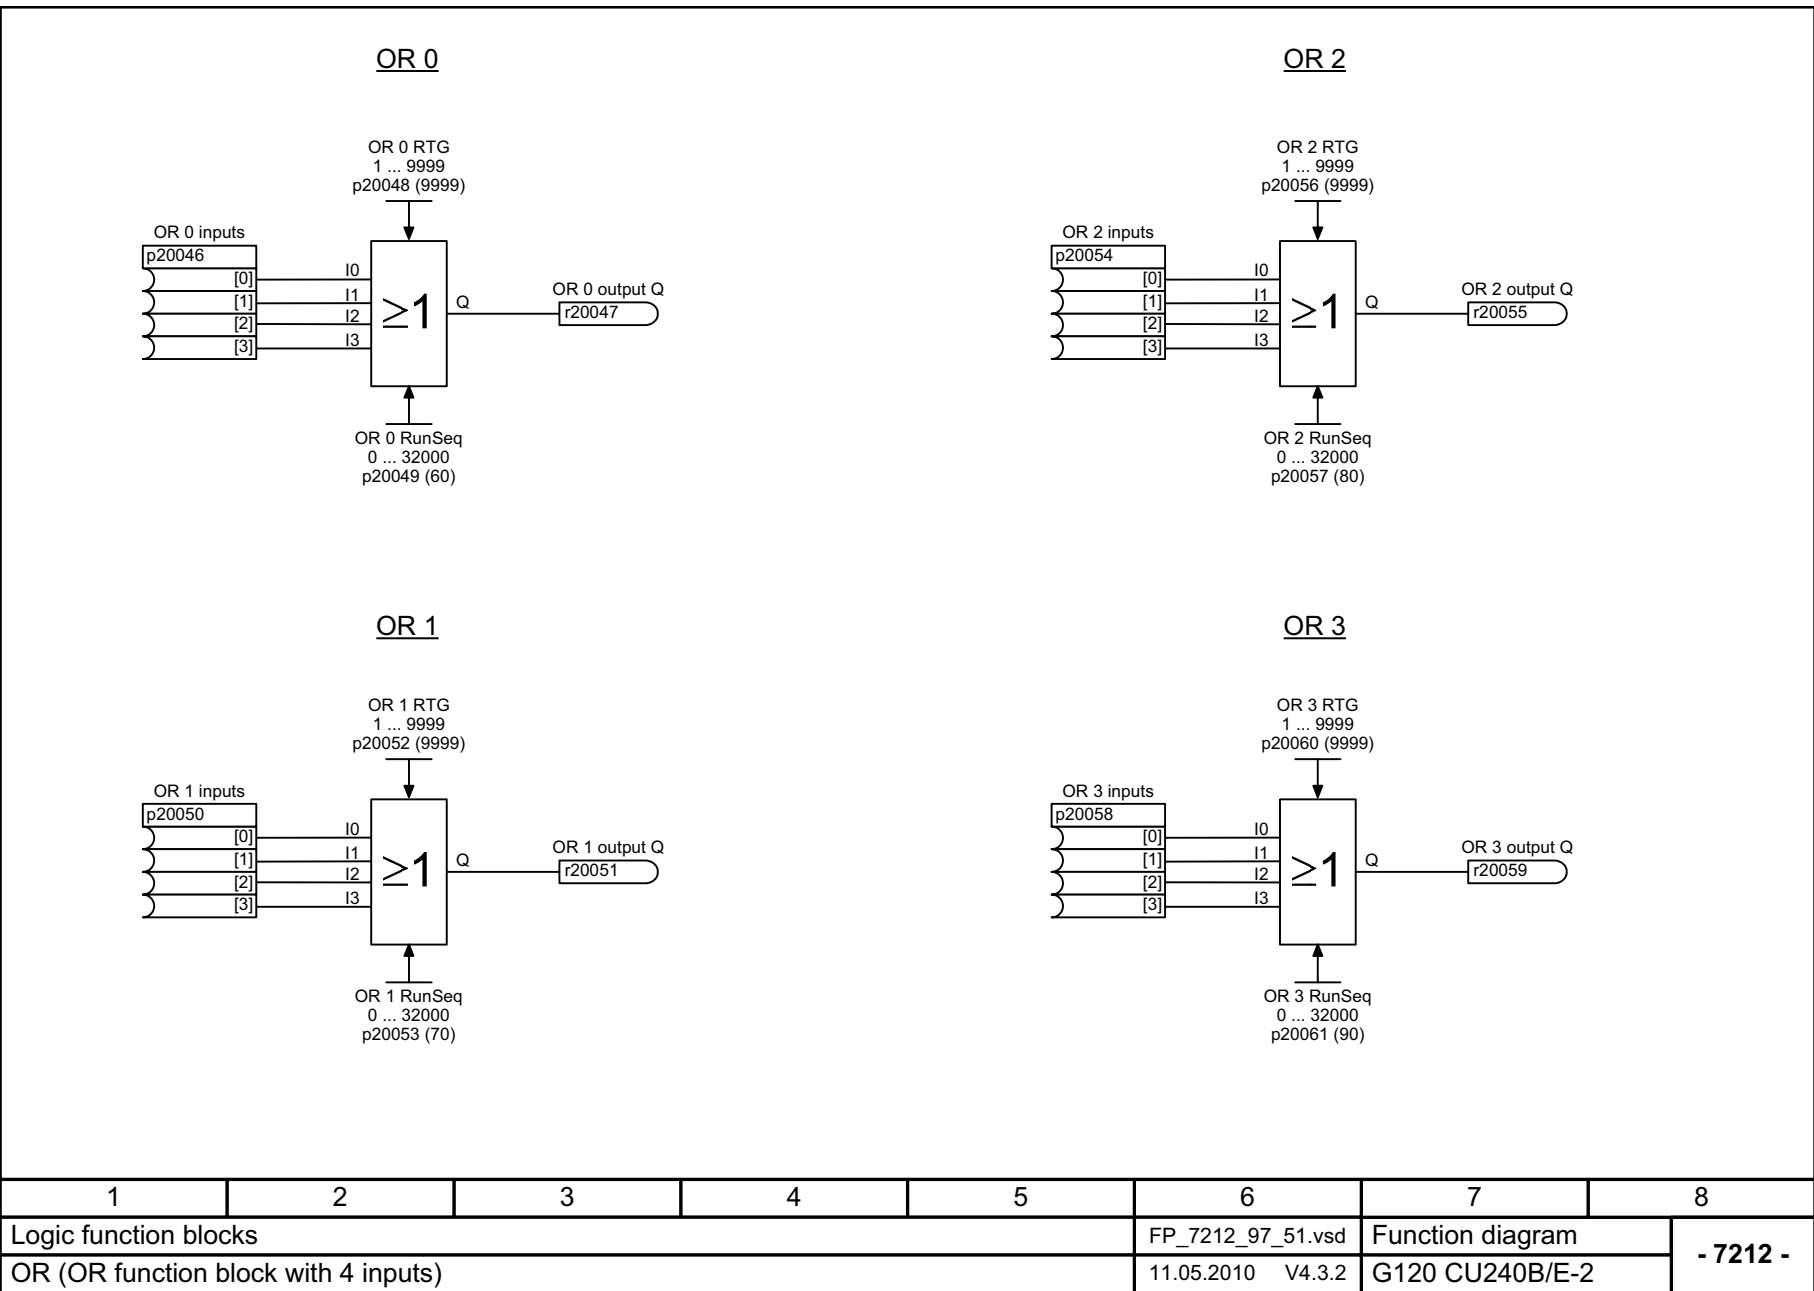 OR 0
OR 0 RTG
1 ... 9999
p20048 (9999)
OR 0 inputs
p20046
[0]
[1]
[2]
[3]
I0
I1
I2
I3
≥1
Q
OR 0 output Q
r20047
OR 0 RunSeq
0 ... 32000
p20049 (60)
OR 2
OR 2 RTG
1 ... 9999
p20056 (9999)
OR 2 inputs
p20054
[0]
[1]
[2]
[3]
I0
I1
I2
I3
≥1
Q
OR 2 output Q
r20055
OR 2 RunSeq
0 ... 32000
p20057 (80)
OR 1
OR 1 RTG
1 ... 9999
p20052 (9999)
OR 1 inputs
p20050
[0]
[1]
[2]
[3]
I0
I1
I2
I3
≥1
Q
OR 1 output Q
r20051
OR 1 RunSeq
0 ... 32000
p20053 (70)
OR 3
OR 3 RTG
1 ... 9999
p20060 (9999)
OR 3 inputs
p20058
[0]
[1]
[2]
[3]
I0
I1
I2
I3
≥1
Q
OR 3 output Q
r20059
OR 3 RunSeq
0 ... 32000
p20061 (90)
1 2 3 4 5 6 7 8
Logic function blocks FP_7212_97_51.vsd Function diagram
- 7212 -
OR (OR function block with 4 inputs) 11.05.2010 V4.3.2 G120 CU240B/E-2